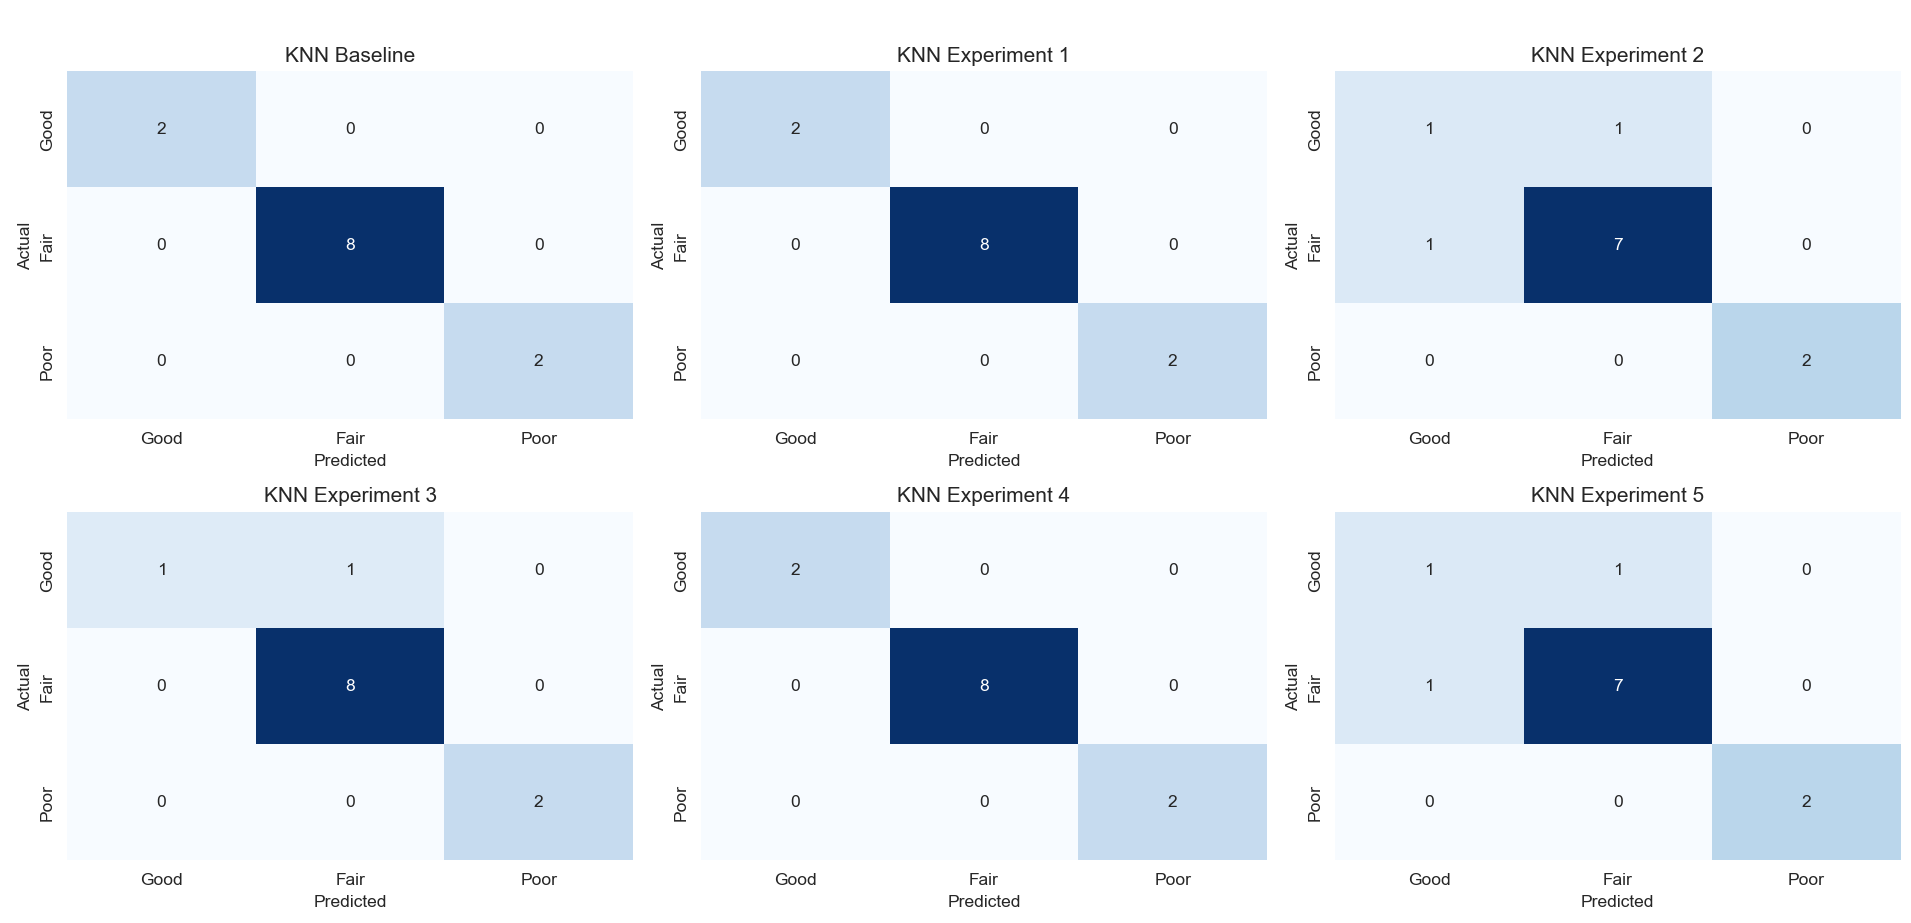 KNN Baseline
Good
2 0 0
Actual
Fair
0 8 0
Poor
0 0 2
Good Fair Poor
Predicted
KNN Experiment 1
Good
2 0 0
Actual
Fair
0 8 0
Poor
0 0 2
Good Fair Poor
Predicted
KNN Experiment 2
Good
1 1 0
Actual
Fair
1 7 0
Poor
0 0 2
Good Fair Poor
Predicted
KNN Experiment 3
Good
1 1 0
Actual
Fair
0 8 0
Poor
0 0 2
Good Fair Poor
Predicted
KNN Experiment 4
Good
2 0 0
Actual
Fair
0 8 0
Poor
0 0 2
Good Fair Poor
Predicted
KNN Experiment 5
Good
1 1 0
Actual
Fair
1 7 0
Poor
0 0 2
Good Fair Poor
Predicted